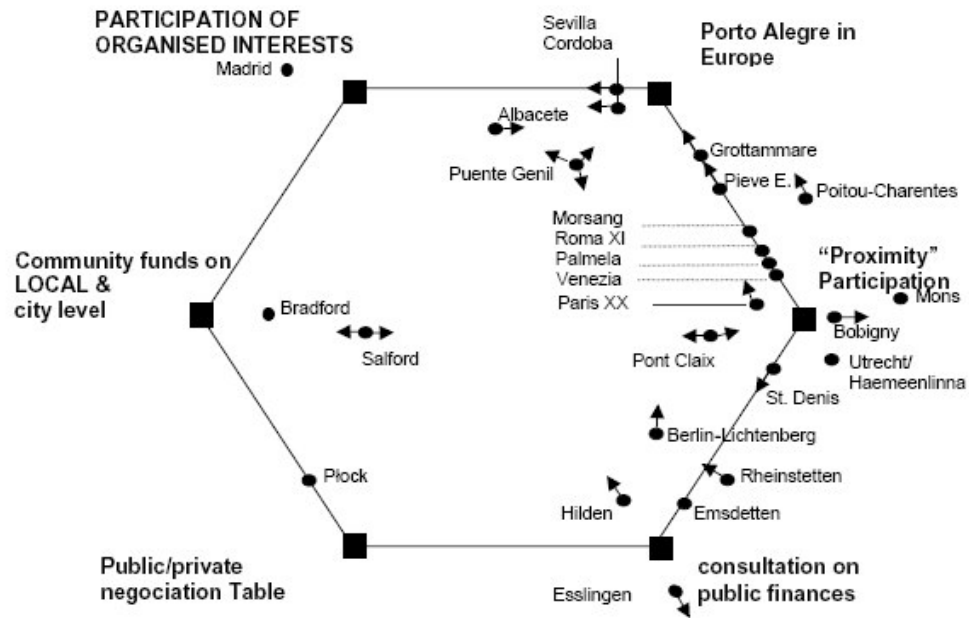 PARTICIPATION OF
ORGANISED INTERESTS
Madrid
Sevilla
Cordoba
Porto Alegre in
Europe
Albacete
Puente Genil
Grottammare
Pieve E.
Poitou-Charentes
Morsang
Roma XI
Palmela
Venezia
Paris XX
Community funds on
LOCAL &
city level
“Proximity”
Participation
Mons
Bradford
Salford
Pont Claix
Bobigny
Utrecht/
Haemeenlinna
St. Denis
Berlin-Lichtenberg
Płock
Rheinstetten
Hilden
Emsdetten
Public/private
negociation Table
Esslingen
consultation on
public finances